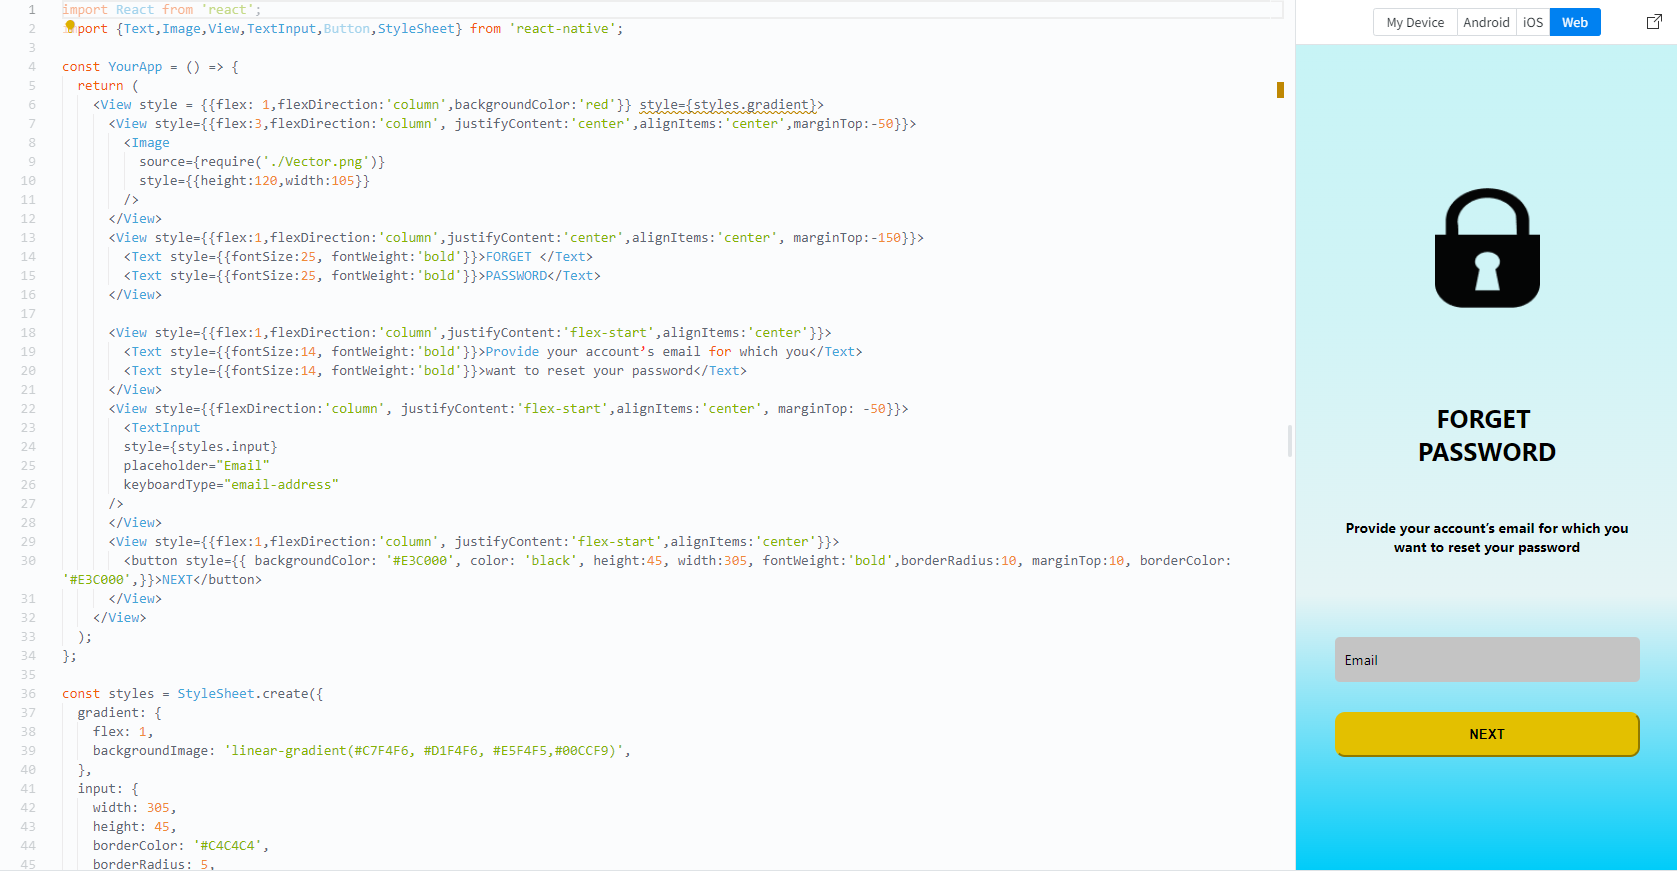 1 import React from 'react';
2 import {Text,Image,View,TextInput,Button,StyleSheet} from 'react-native';
3
4 const YourApp = () => {
5 return (
6 <View style = {{flex: 1,flexDirection:'column',backgroundColor:'red'}} style={styles.gradient}>
7 <View style={{flex:3,flexDirection:'column', justifyContent:'center',alignItems:'center',marginTop:-50}}>
8 <Image
9 source={require('./Vector.png')}
10 style={{height:120,width:105}}
11 />
12 </View>
13 <View style={{flex:1,flexDirection:'column',justifyContent:'center',alignItems:'center', marginTop:-150}}>
14 <Text style={{fontSize:25, fontWeight:'bold'}}>FORGET </Text>
15 <Text style={{fontSize:25, fontWeight:'bold'}}>PASSWORD</Text>
16 </View>
17
18 <View style={{flex:1,flexDirection:'column',justifyContent:'flex-start',alignItems:'center'}}>
19 <Text style={{fontSize:14, fontWeight:'bold'}}>Provide your account’s email for which you</Text>
20 <Text style={{fontSize:14, fontWeight:'bold'}}>want to reset your password</Text>
21 </View>
22 <View style={{flexDirection:'column', justifyContent:'flex-start',alignItems:'center', marginTop: -50}}>
23 <TextInput
24 style={styles.input}
25 placeholder="Email"
26 keyboardType="email-address"
27 />
28 </View>
29 <View style={{flex:1,flexDirection:'column', justifyContent:'flex-start',alignItems:'center'}}>
30 <button style={{ backgroundColor: '#E3C000', color: 'black', height:45, width:305, fontWeight:'bold',borderRadius:10, marginTop:10, borderColor:
'#E3C000',}}>NEXT</button>
31 </View>
32 </View>
33 );
34 };
35
36 const styles = StyleSheet.create({
37 gradient: {
38 flex: 1,
39 backgroundImage: 'linear-gradient(#C7F4F6, #D1F4F6, #E5F4F5,#00CCF9)',
40 },
41 input: {
42 width: 305,
43 height: 45,
44 borderColor: '#C4C4C4',
45 borderRadius: 5,
My Device Android iOS Web
FORGET
PASSWORD
Provide your account’s email for which you
want to reset your password
Email
NEXT